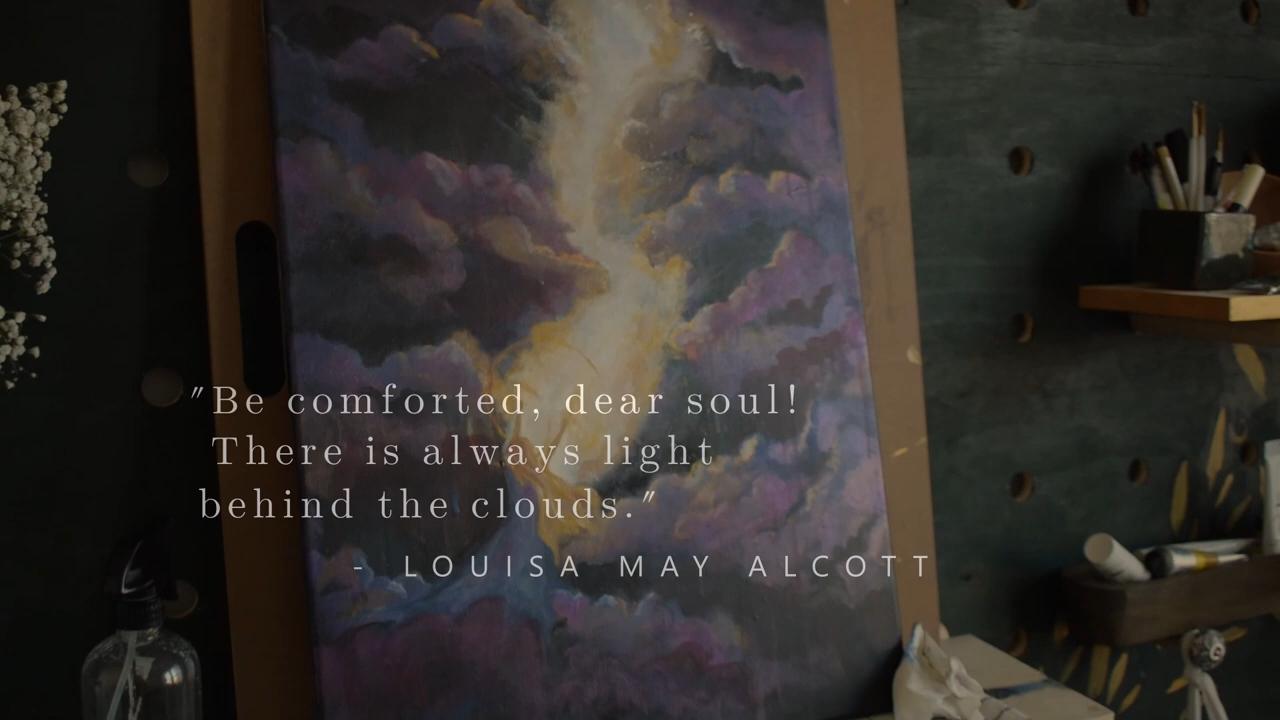 "Be comforted, dear soul!
There is always light
behind the clouds."
- LOUISA MAY ALCOTT